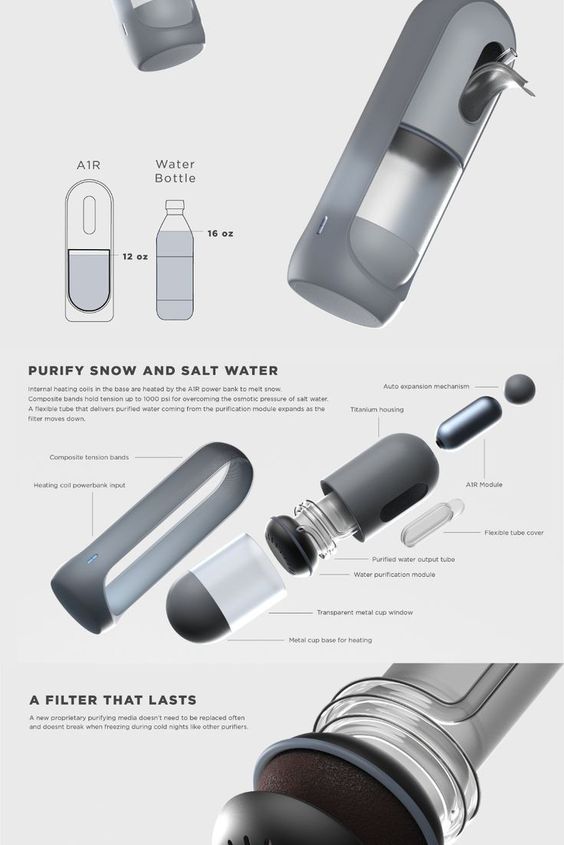 A1R
Water
Bottle
16 oz
12 oz
PURIFY SNOW AND SALT WATER
Internal heating coils in the base are heated by the A1R power bank to melt snow.
Composite bands hold tension up to 1000 psi for overcoming the osmotic pressure of salt water.
A flexible tube that delivers purified water coming from the purification module expands as the
filter moves down.
Auto expansion mechanism
Titanium housing
Composite tension bands
Heating coil powerbank input
A1R Module
Flexible tube cover
Purified water output tube
Water purification module
Transparent metal cup window
Metal cup base for heating
A FILTER THAT LASTS
A new proprietary purifying media doesn't need to be replaced often
and doesnt break when freezing during cold nights like other purifiers.